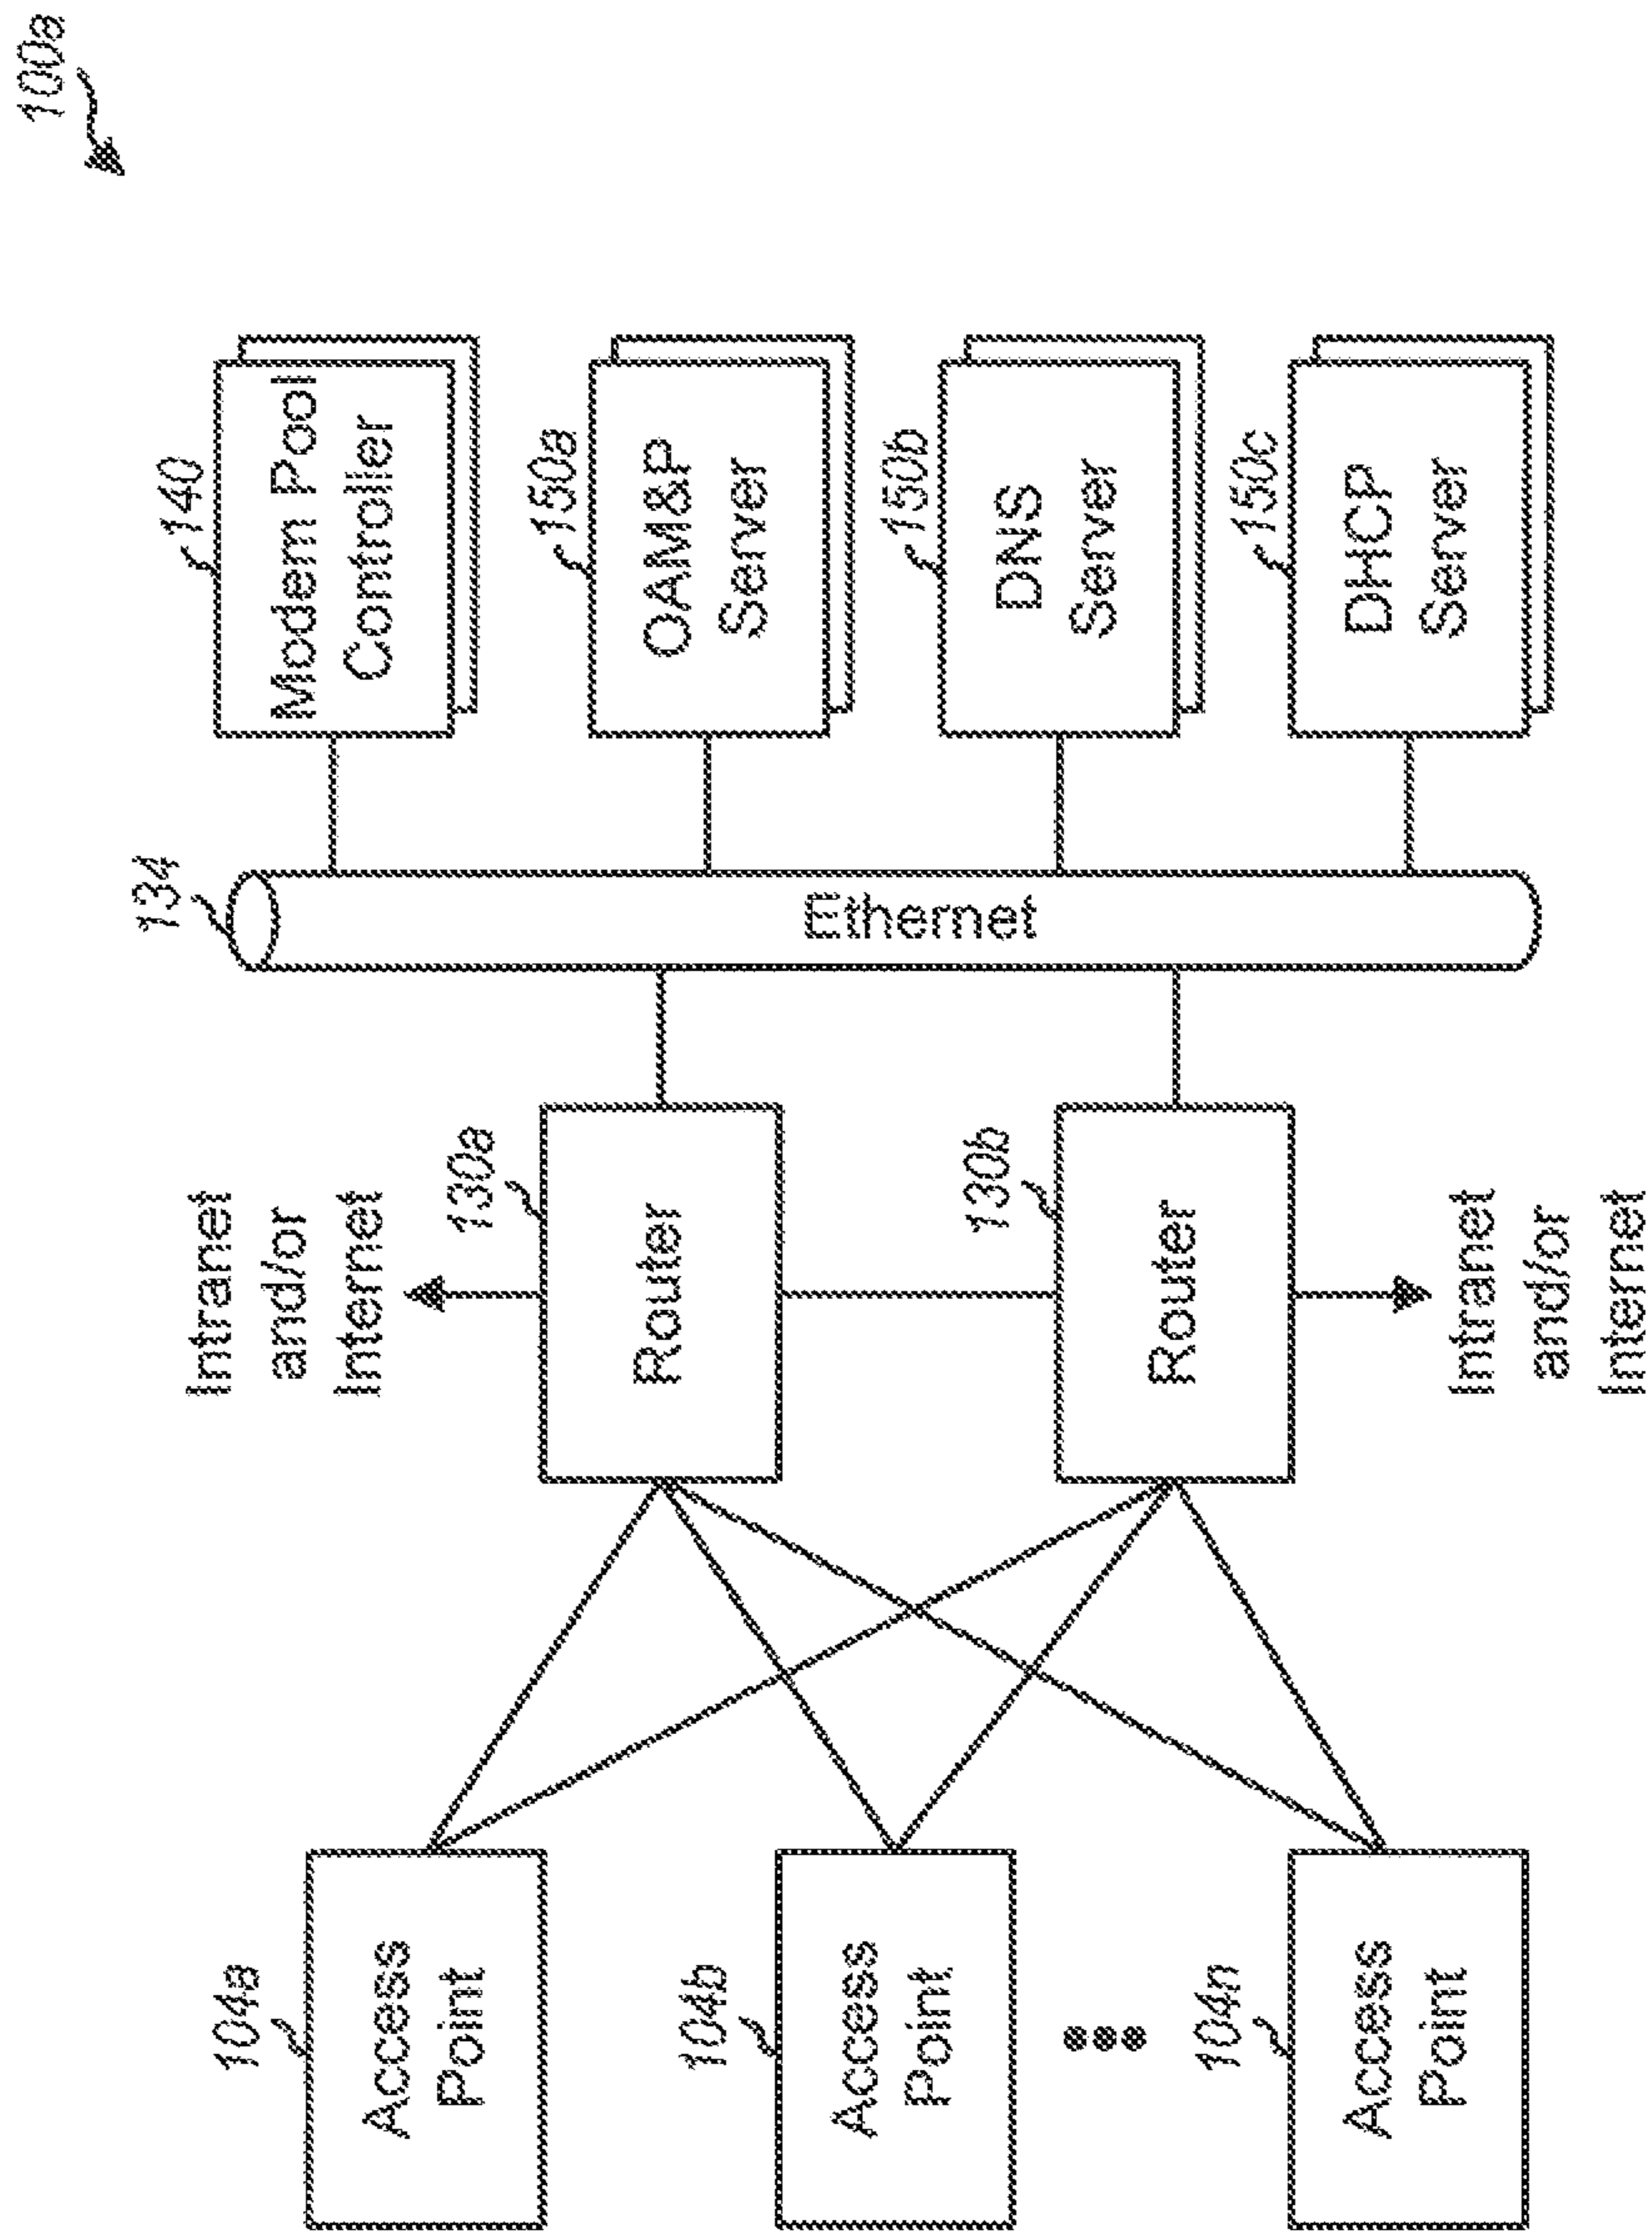 100a
Intranet
and/or
Internet
134
140
Modem Pool
Controller
104a
Access
Point
130a
Router
150a
OAM&P
Server
Ethernet
104b
Access
Point
130b
Router
150b
DNS
Server
104n
Access
Point
150c
DHCP
Server
Intranet
and/or
Internet